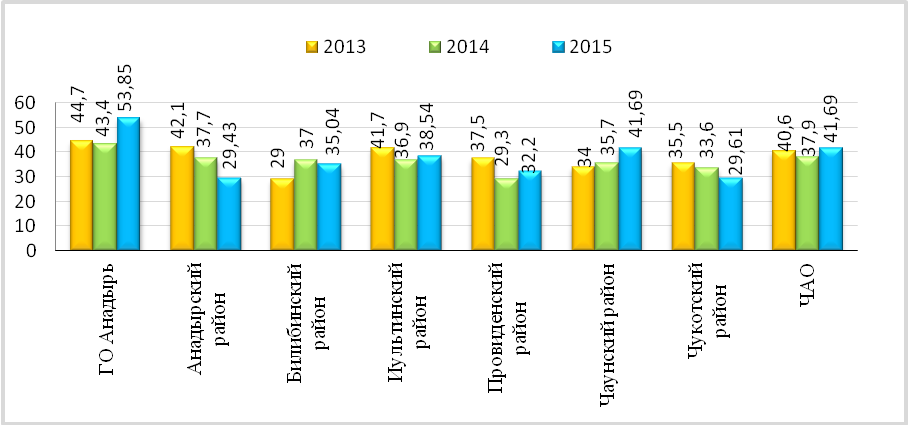 2013 2014 2015
60
50
40
30
20
10
0
44,7 43,4 53,85
42,1 37,7 29,43
29 37 35,04
41,7 36,9 38,54
37,5 29,3 32,2
34 35,7 41,69
35,5 33,6 29,61
40,6 37,9 41,69
ГО Анадырь
Анадырский
район
Билибинский
район
Иультинский
район
Провиденский
район
Чаунский район
Чукотский
район
ЧАО